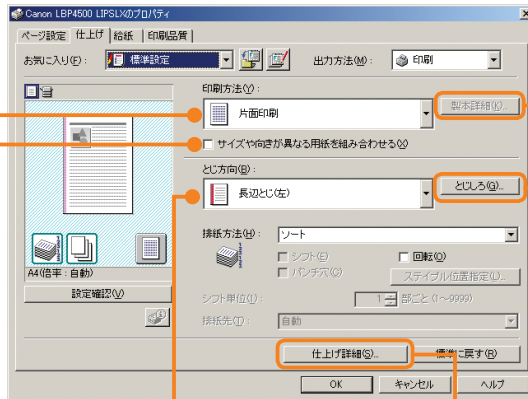 Canon LBP4500 LIPSLXのプロパティ
ページ設定 仕上げ 給紙 印刷品質
お気に入り(F): 標準設定 出力方法(M): 印刷
印刷方法(Y):
片面印刷 製本詳細(K)...
サイズや向きが異なる用紙を組み合わせる(X)
とじ方向(B):
長辺とじ(左) とじしろ(G)...
排紙方法(H): ソート
シフト(E) 回転(O)
パンチ穴(C) ステイプル位置指定(L)...
A4(倍率:自動)
設定確認(V)
シフト単位(I): 1 部ごと (1~9999)
排紙先(T): 自動
仕上げ詳細(S)... 標準に戻す(R)
OK キャンセル ヘルプ